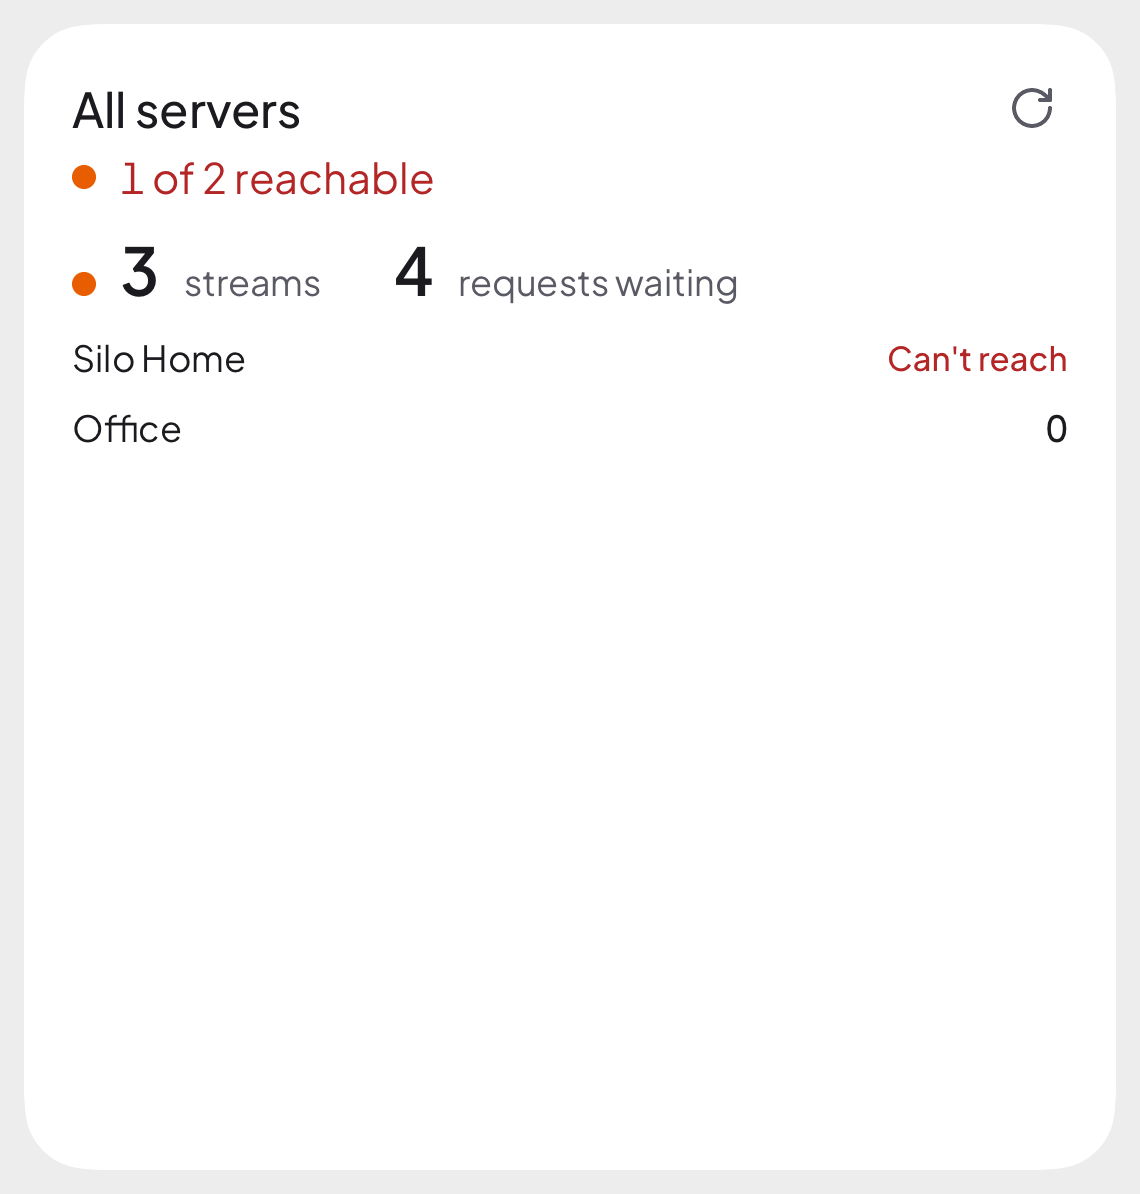 All servers
1 of 2 reachable
3 streams 4 requests waiting
Silo Home Can't reach
Office 0